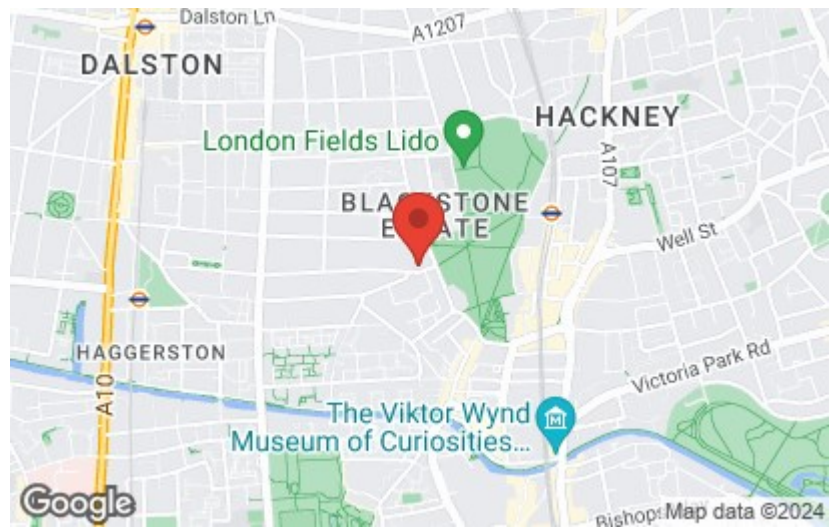 Dalston Ln
A1207
DALSTON
HACKNEY
A107
London Fields Lido
BLACKSTONE
ESTATE
Well St
HAGGERSTON
A10
Victoria Park Rd
The Viktor Wynd
Museum of Curiosities...
Google
Map data ©2024